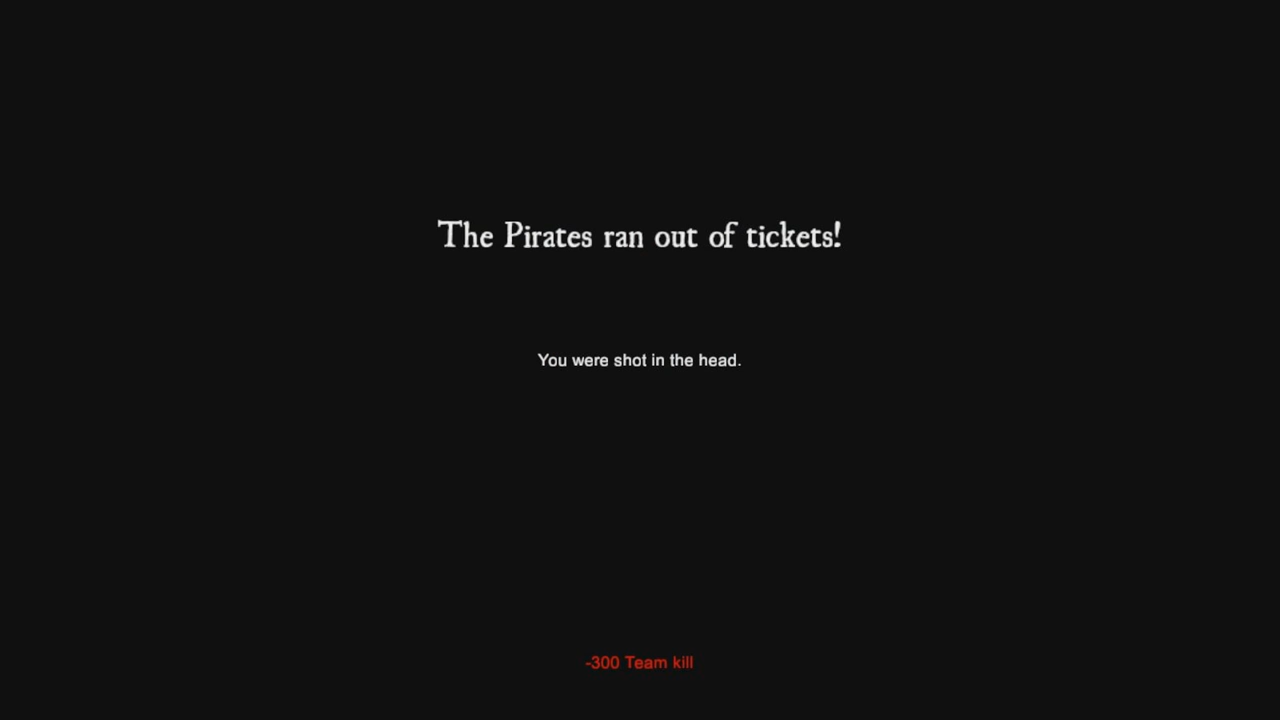 The Pirates ran out of tickets!
You were shot in the head.
-300 Team kill